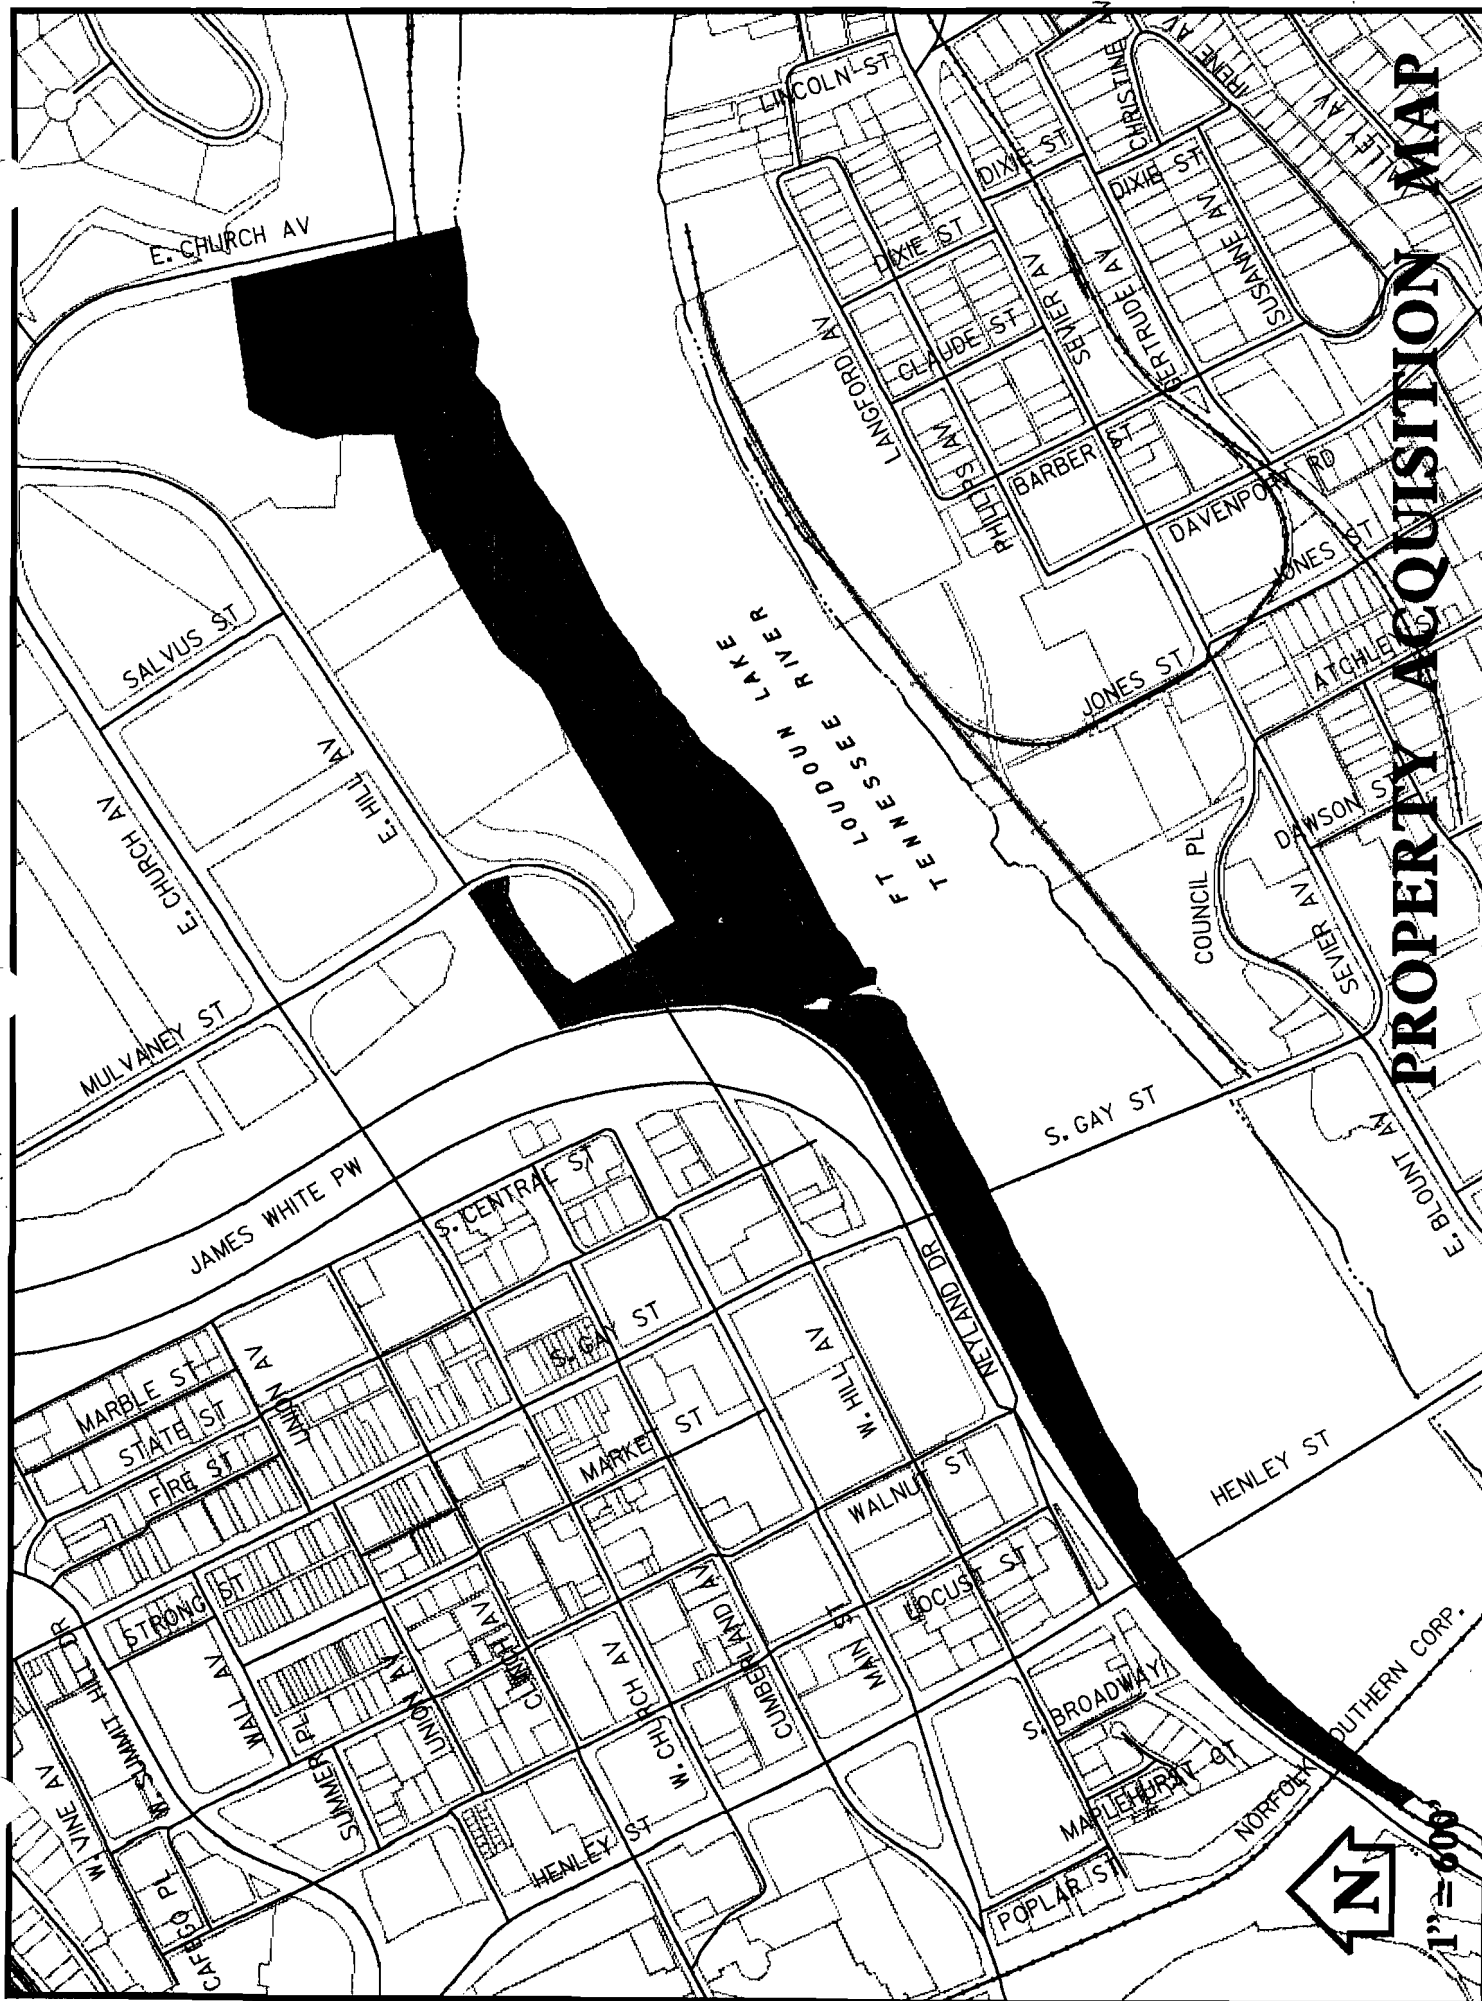 PROPERTY ACQUISITION MAP
N
1" = 600'
E. CHURCH AV
LINCOLN ST
CHRISTINE AV
IRENE AV
DIXIE ST
DIXIE ST
DIXIE ST
SUSANNE AV
GERTRUDE AV
SEVIER AV
CLAUDE ST
LANGFORD AV
PHILLIPS AV
BARBER ST
DAVENPORT RD
JONES ST
JONES ST
SALVUS ST
E. HILL AV
E. CHURCH AV
MULVANEY ST
FT LOUDOUN LAKE
TENNESSEE RIVER
COUNCIL PL
DAWSON ST
SEVIER AV
S. GAY ST
E. BLOUNT AV
JAMES WHITE PW
S. CENTRAL ST
MARBLE ST
STATE ST
FIRE ST
UNION AV
S. GAY ST
MARKET ST
W. HILL AV
NEYLAND DR
WALNUT ST
LOCUST ST
HENLEY ST
STRONG ST
WALL AV
W. SUMMIT HILL DR
W. VINE AV
SUMMER PL
UNION AV
CLINCH AV
W. CHURCH AV
CUMBERLAND AV
MAIN ST
S. BROADWAY
MAPLEHURST CT
NORFOLK SOUTHERN CORP.
POPLAR ST
HENLEY ST